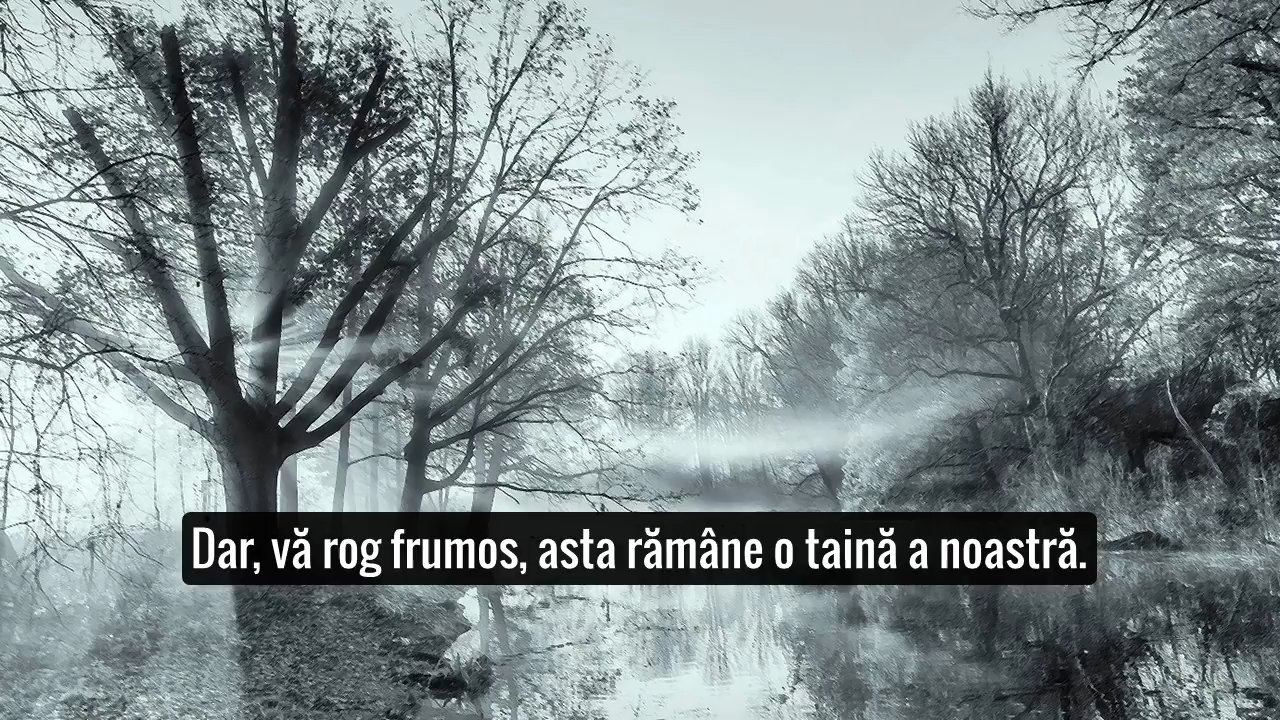 Dar, vă rog frumos, asta rămâne o taină a noastră.